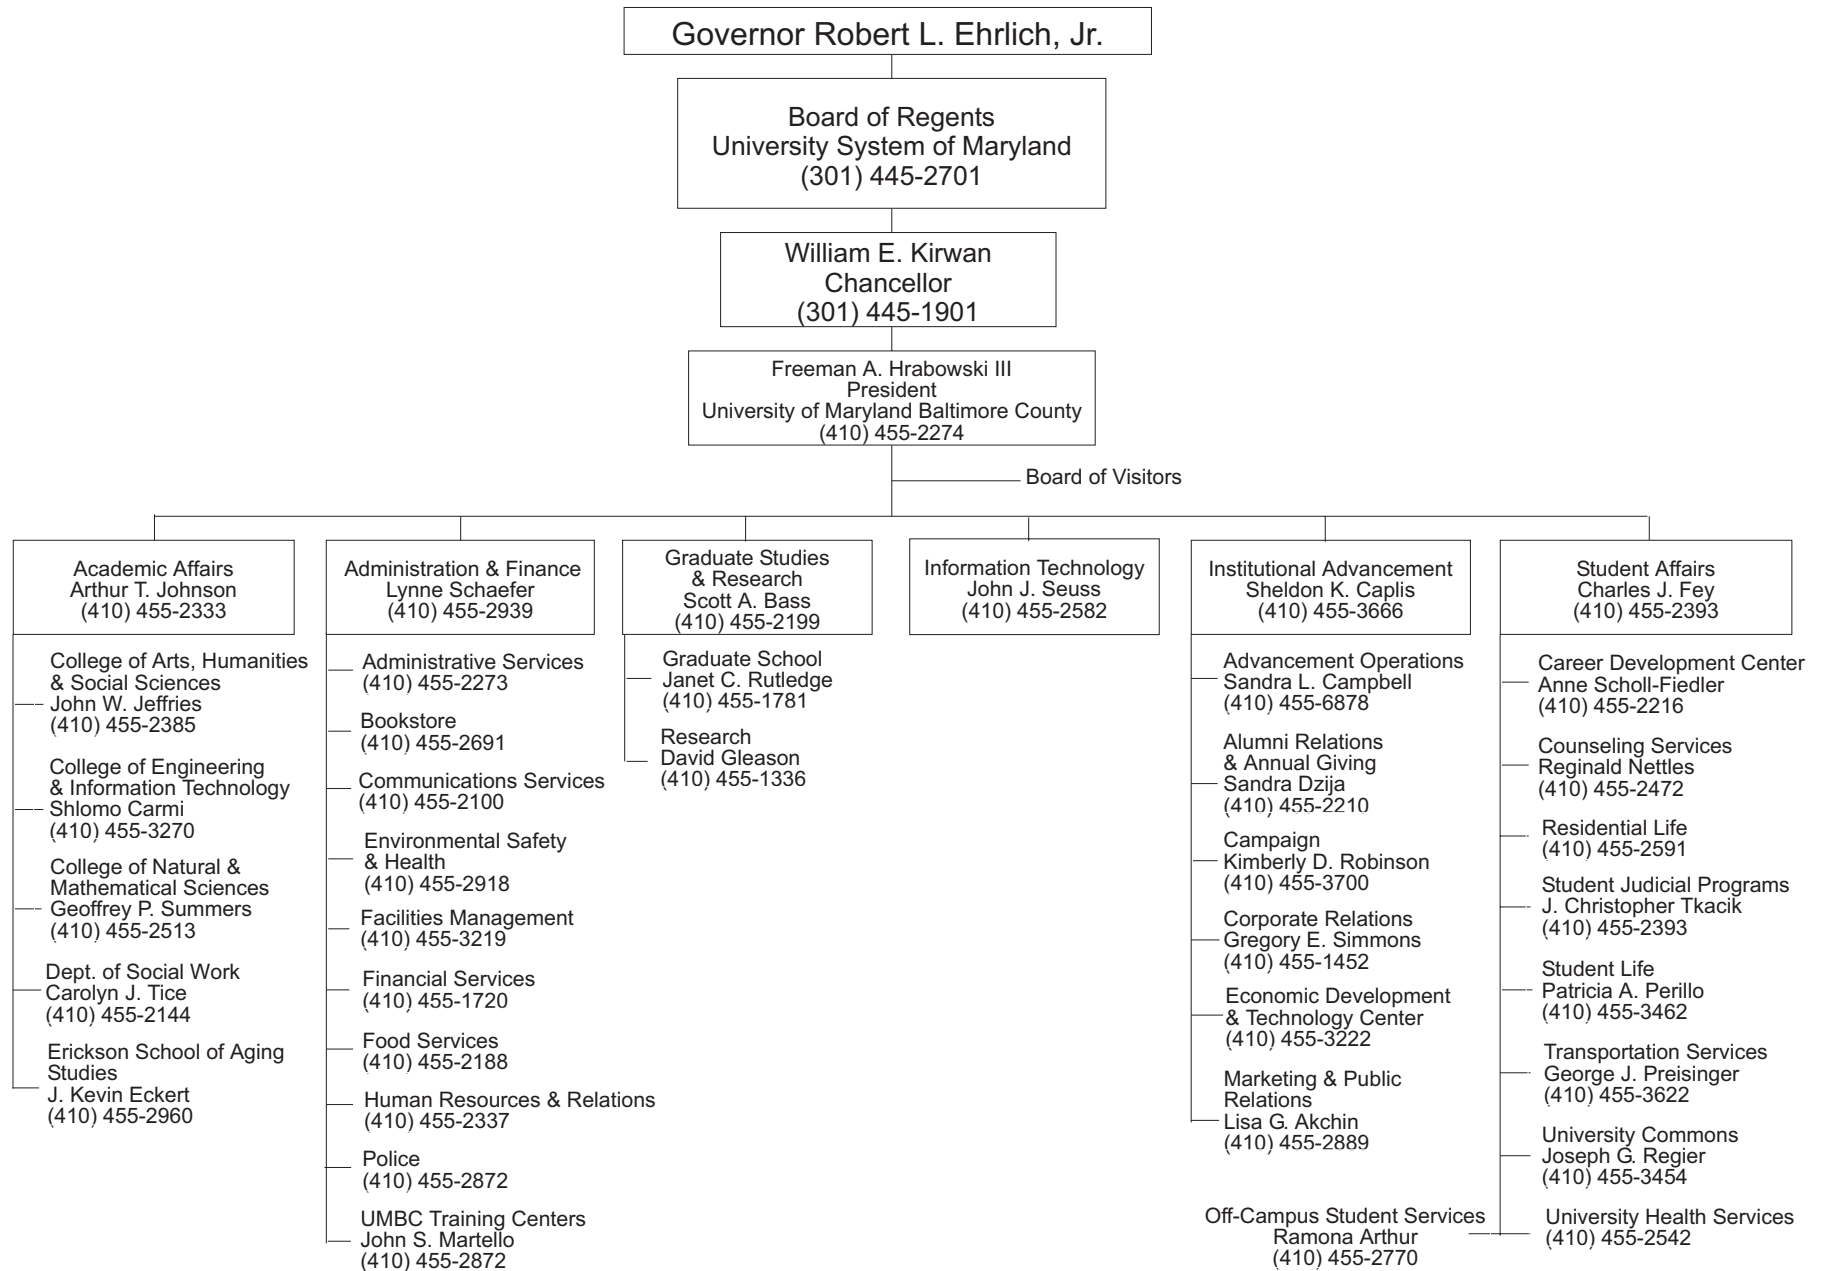 Governor Robert L. Ehrlich, Jr.
Board of Regents
University System of Maryland
(301) 445-2701
William E. Kirwan
Chancellor
(301) 445-1901
Freeman A. Hrabowski III
President
University of Maryland Baltimore County
(410) 455-2274
Board of Visitors
Academic Affairs
Arthur T. Johnson
(410) 455-2333
College of Arts, Humanities
& Social Sciences
John W. Jeffries
(410) 455-2385
College of Engineering
& Information Technology
Shlomo Carmi
(410) 455-3270
College of Natural &
Mathematical Sciences
Geoffrey P. Summers
(410) 455-2513
Dept. of Social Work
Carolyn J. Tice
(410) 455-2144
Erickson School of Aging
Studies
J. Kevin Eckert
(410) 455-2960
Administration & Finance
Lynne Schaefer
(410) 455-2939
Administrative Services
(410) 455-2273
Bookstore
(410) 455-2691
Communications Services
(410) 455-2100
Environmental Safety
& Health
(410) 455-2918
Facilities Management
(410) 455-3219
Financial Services
(410) 455-1720
Food Services
(410) 455-2188
Human Resources & Relations
(410) 455-2337
Police
(410) 455-2872
UMBC Training Centers
John S. Martello
(410) 455-2872
Graduate Studies
& Research
Scott A. Bass
(410) 455-2199
Graduate School
Janet C. Rutledge
(410) 455-1781
Research
David Gleason
(410) 455-1336
Information Technology
John J. Seuss
(410) 455-2582
Institutional Advancement
Sheldon K. Caplis
(410) 455-3666
Advancement Operations
Sandra L. Campbell
(410) 455-6878
Alumni Relations
& Annual Giving
Sandra Dzija
(410) 455-2210
Campaign
Kimberly D. Robinson
(410) 455-3700
Corporate Relations
Gregory E. Simmons
(410) 455-1452
Economic Development
& Technology Center
(410) 455-3222
Marketing & Public
Relations
Lisa G. Akchin
(410) 455-2889
Student Affairs
Charles J. Fey
(410) 455-2393
Career Development Center
Anne Scholl-Fiedler
(410) 455-2216
Counseling Services
Reginald Nettles
(410) 455-2472
Residential Life
(410) 455-2591
Student Judicial Programs
J. Christopher Tkacik
(410) 455-2393
Student Life
Patricia A. Perillo
(410) 455-3462
Transportation Services
George J. Preisinger
(410) 455-3622
University Commons
Joseph G. Regier
(410) 455-3454
Off-Campus Student Services
Ramona Arthur
(410) 455-2770
University Health Services
(410) 455-2542